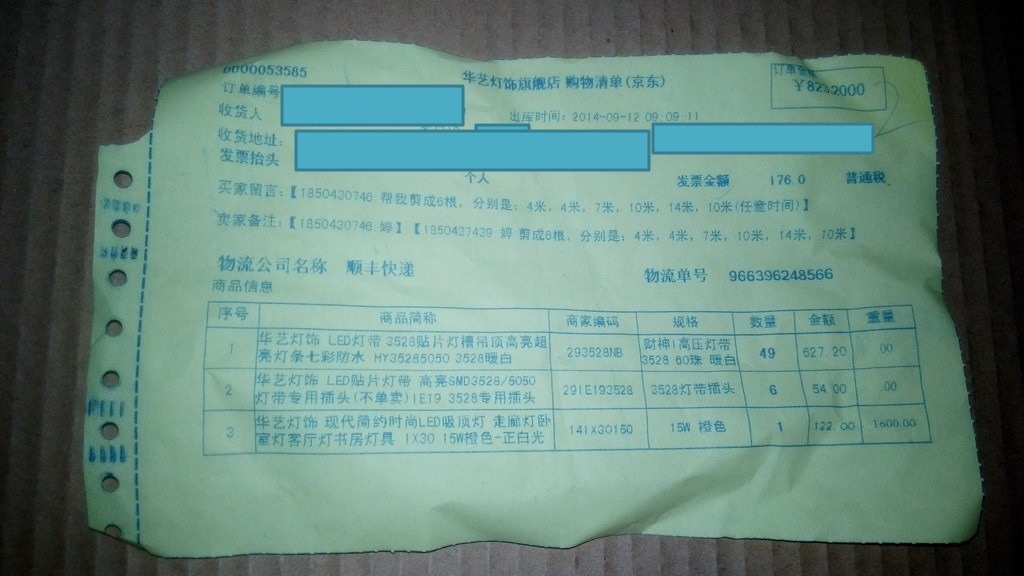 0000053585
华艺灯饰旗舰店 购物清单(京东)
订单金额
订单编号
收货人
出库时间：2014-09-12 09:09:11
收货地址：
发票抬头
个人 发票金额 176.0 普通税
买家留言：【1850430746:帮我剪成6根，分别是：4米，4米，7米，10米，14米，10米(任意时间)】
卖家备注：【1850430746:婷】【1850437439:婷 剪成6根，分别是：4米，4米，7米，10米，14米，10米】
物流公司名称 顺丰快递 物流单号 966396248566
商品信息
序号 商品简称 商家编码 规格 数量 金额 重量
1 华艺灯饰 LED灯带 3528贴片灯槽吊顶高亮超亮灯条七彩防水 HY35285050 3528暖白 293528NB 财神i高压灯带 3528 60珠 暖白 49 627.20 .00
2 华艺灯饰 LED贴片灯带 高亮SMD3528/5050灯带专用插头(不单卖)IE19 3528专用插头 291E193528 3528灯带插头 6 54.00 .00
3 华艺灯饰 现代简约时尚LED吸顶灯 走廊灯卧室灯客厅灯书房灯具 1X30 15W橙色-正白光 141X30150 15W 橙色 1 122.00 1600.00